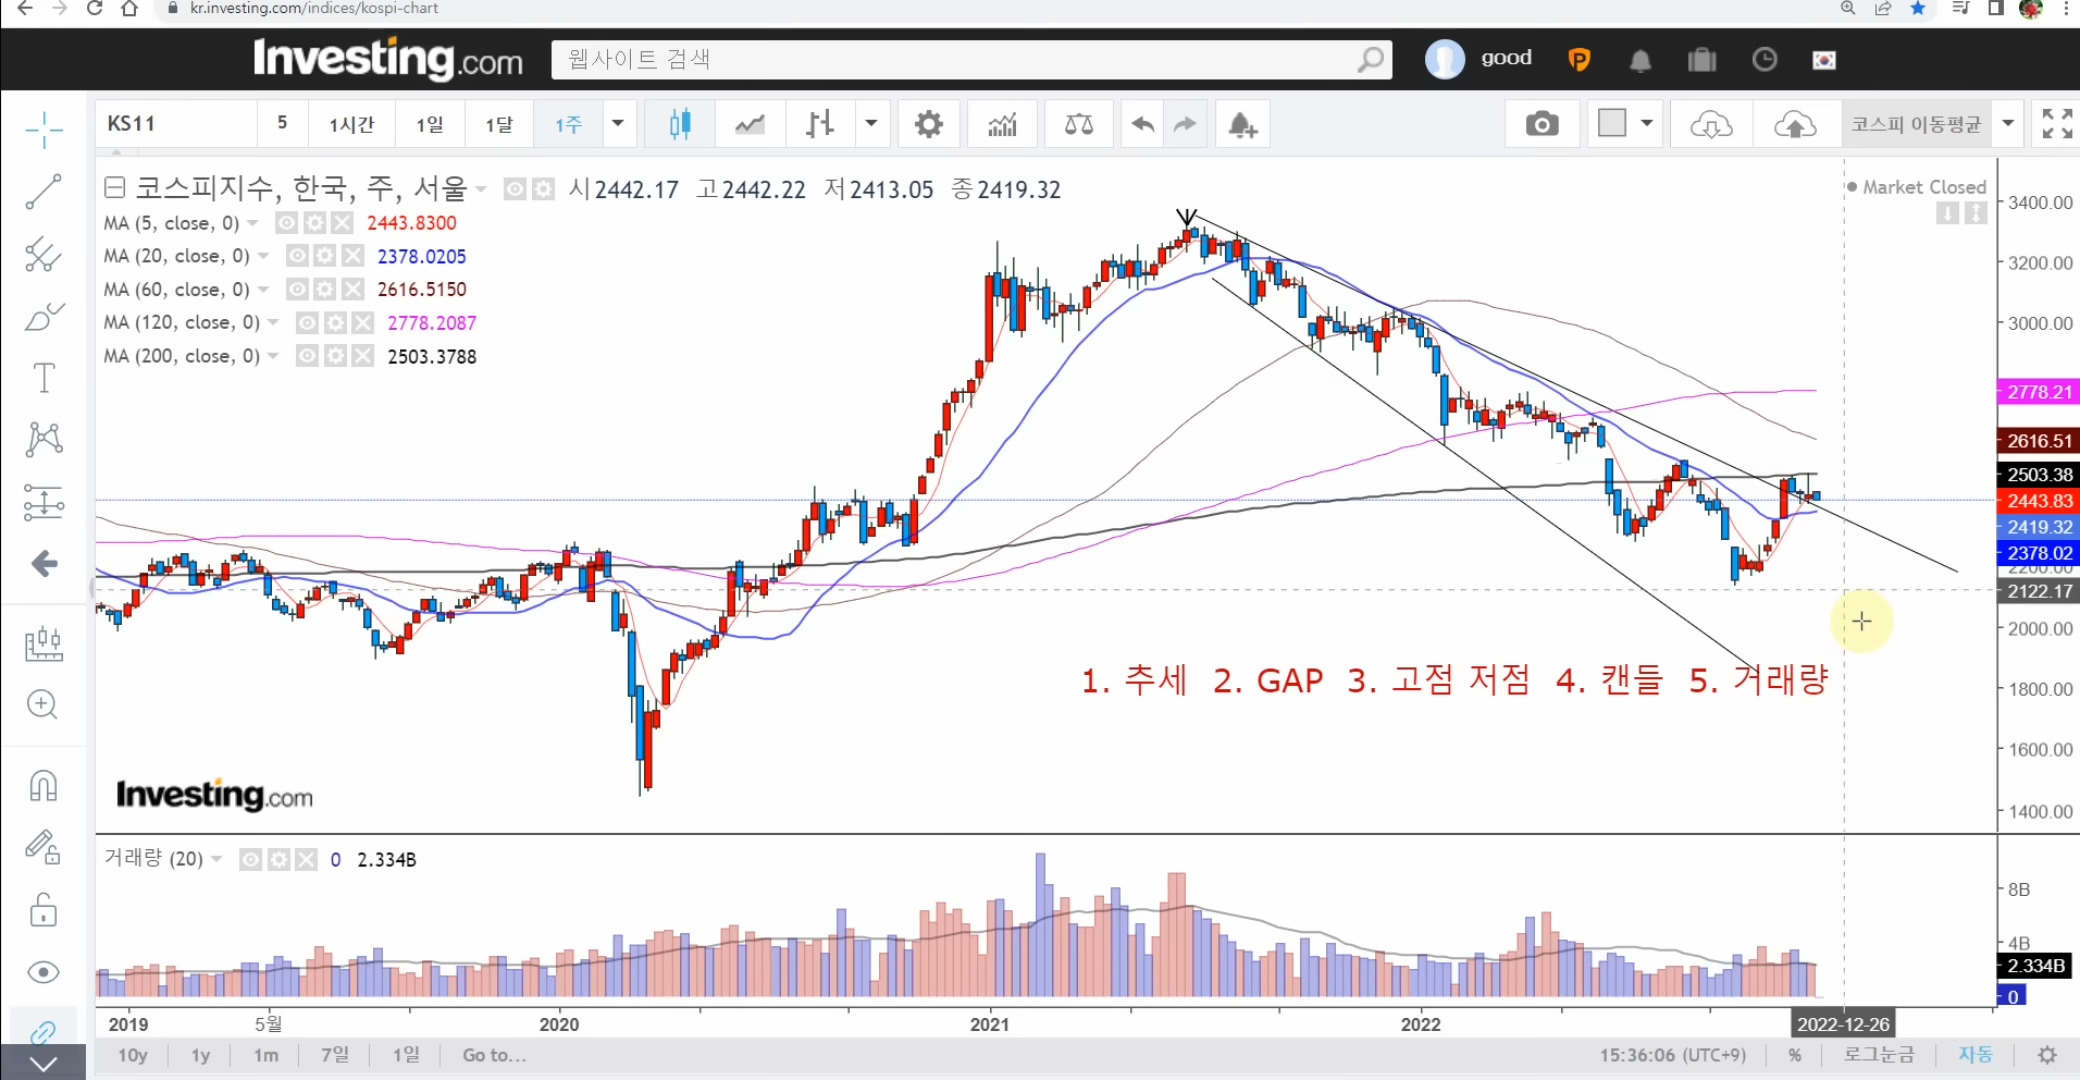 kr.investing.com/indices/kospi-chart
Investing.com 웹사이트 검색 good
KS11 5 1시간 1일 1달 1주 코스피 이동평균
코스피지수, 한국, 주, 서울 시2442.17 고2442.22 저2413.05 종2419.32
Market Closed
MA (5, close, 0) 2443.8300
MA (20, close, 0) 2378.0205
MA (60, close, 0) 2616.5150
MA (120, close, 0) 2778.2087
MA (200, close, 0) 2503.3788
3400.00
3200.00
3000.00
2778.21
2616.51
2503.38
2443.83
2419.32
2378.02
2200.00
2122.17
2000.00
1800.00
1600.00
1400.00
1. 추세 2. GAP 3. 고점 저점 4. 캔들 5. 거래량
Investing.com
거래량 (20) 0 2.334B
8B
4B
2.334B
0
2019 5월 2020 2021 2022 2022-12-26
10y 1y 1m 7일 1일 Go to... 15:36:06 (UTC+9) % 로그눈금 자동